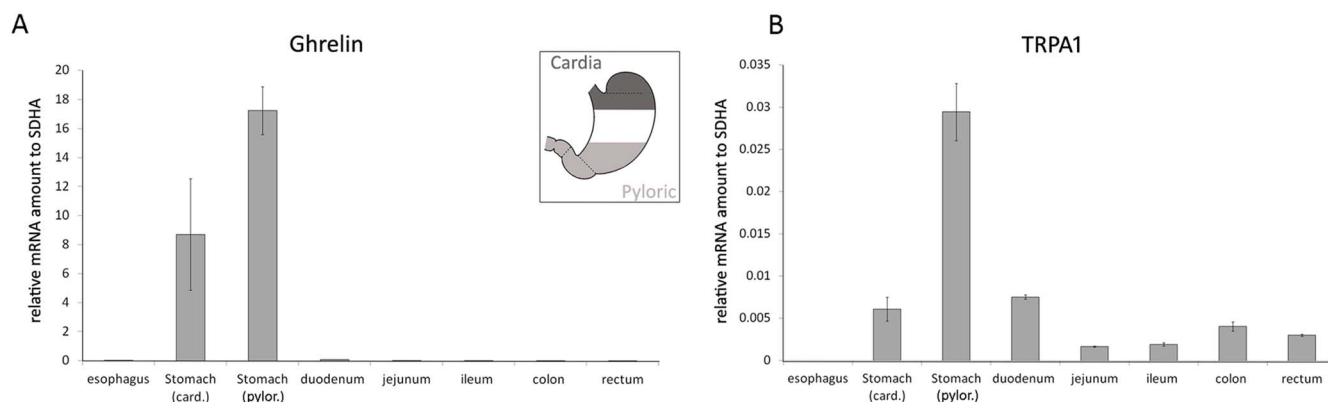 A
Ghrelin
relative mRNA amount to SDHA
20
18
16
14
12
10
8
6
4
2
0
esophagus
Stomach
(card.)
Stomach
(pylor.)
duodenum
jejunum
ileum
colon
rectum
Cardia
Pyloric
B
TRPA1
relative mRNA amount to SDHA
0.035
0.03
0.025
0.02
0.015
0.01
0.005
0
esophagus
Stomach
(card.)
Stomach
(pylor.)
duodenum
jejunum
ileum
colon
rectum